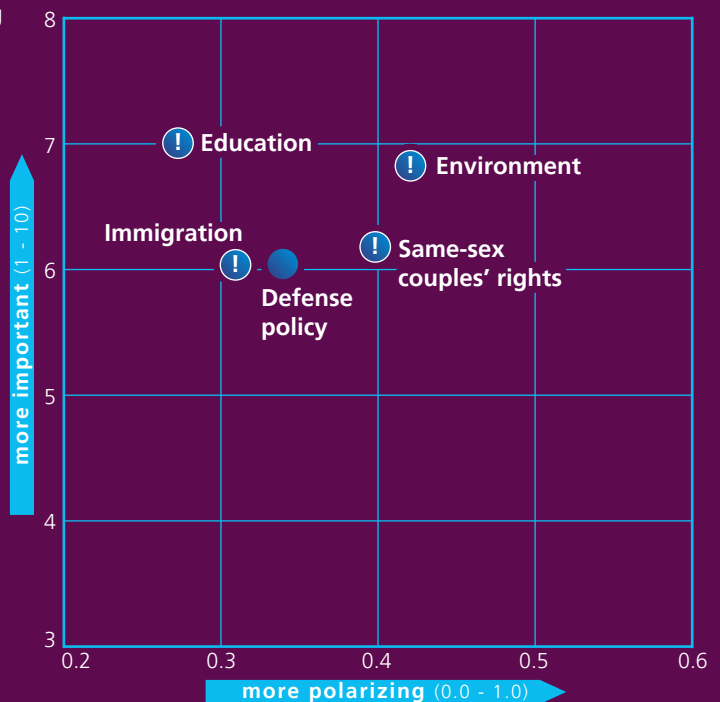 8
7
6
5
4
3
0.2
0.3
0.4
0.5
0.6
more important (1 - 10)
more polarizing (0.0 - 1.0)
! Education
! Environment
Immigration
!
! Same-sex
couples’ rights
Defense
policy